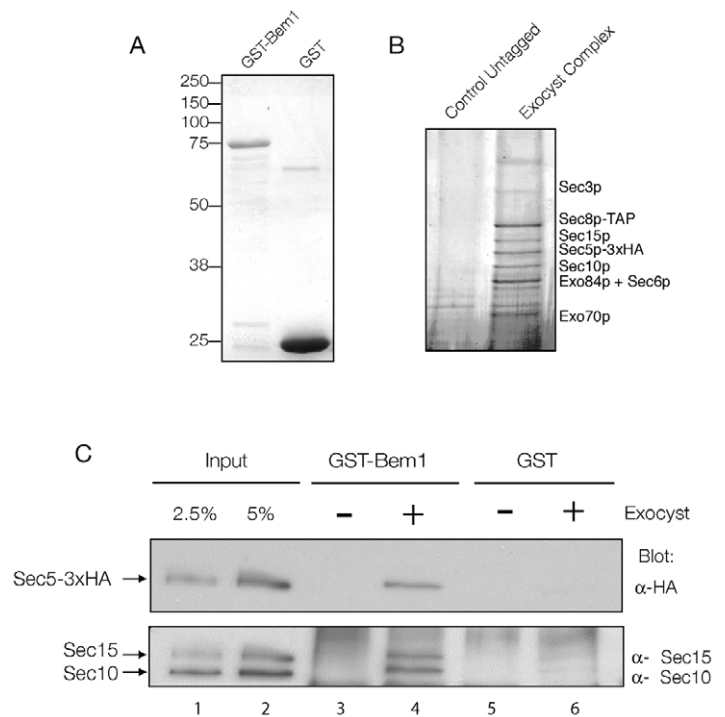 A
GST-Bem1
GST
250
150
100
75
50
38
25
B
Control Untagged
Exocyst Complex
Sec3p
Sec8p-TAP
Sec15p
Sec5p-3xHA
Sec10p
Exo84p + Sec6p
Exo70p
C
Input GST-Bem1 GST
2.5% 5% - + - + Exocyst
Blot:
Sec5-3xHA α-HA
Sec15 α- Sec15
Sec10 α- Sec10
1 2 3 4 5 6